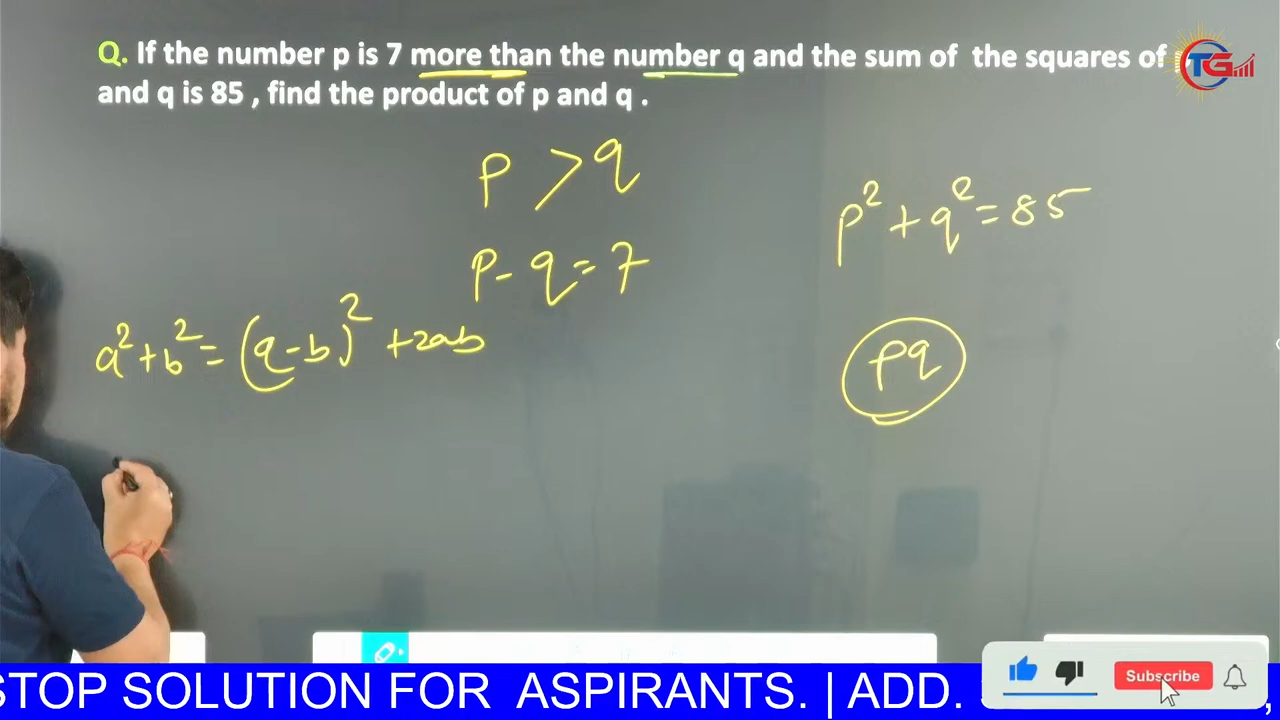 Q. If the number p is 7 more than the number q and the sum of the squares of
and q is 85 , find the product of p and q .
TG
p > q
p - q = 7
p² + q² = 85
a² + b² = (a - b)² + 2ab
pq
STOP SOLUTION FOR ASPIRANTS. | ADD.
Subscribe